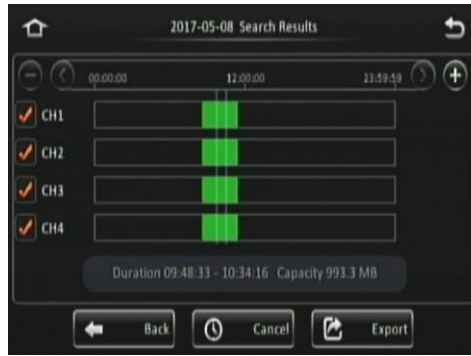 2017-05-08 Search Results
00:00:00 12:00:00 23:59:59
CH1
CH2
CH3
CH4
Duration 09:48:33 - 10:34:16 Capacity 993.3 MB
Back Cancel Export